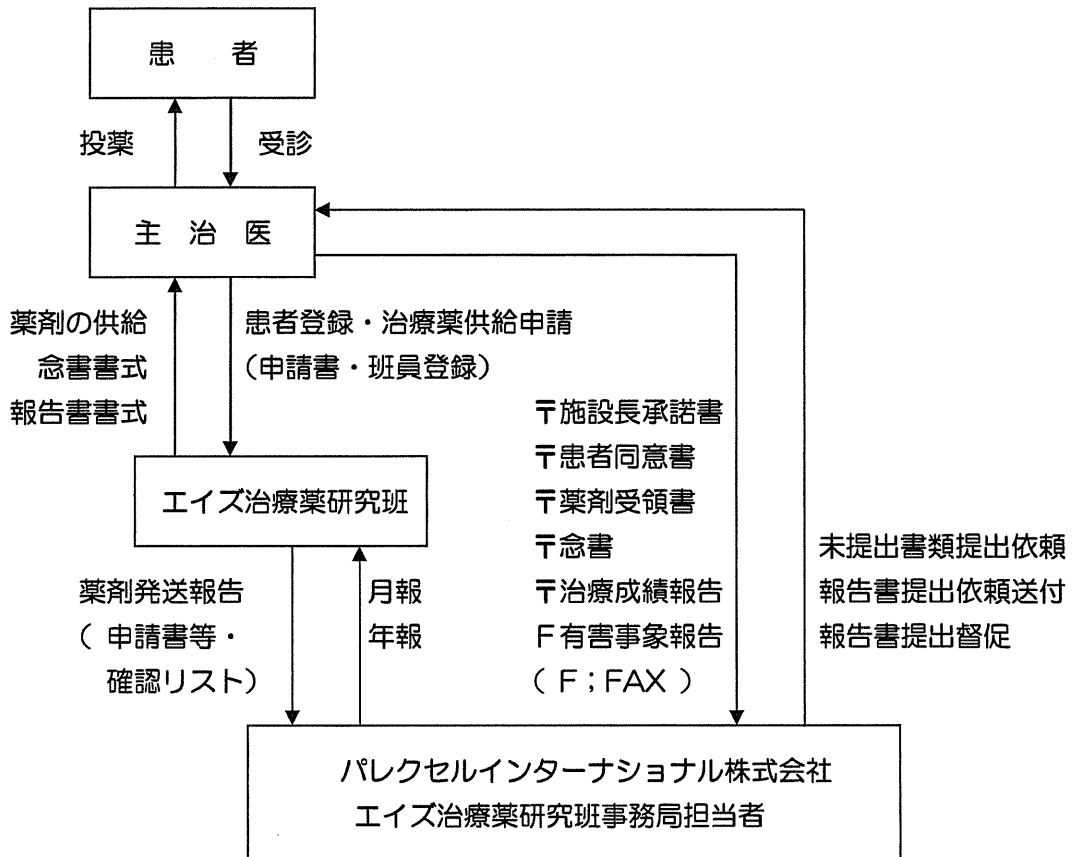 患　者
投薬
受診
主　治　医
薬剤の供給
念書書式
報告書書式
患者登録・治療薬供給申請
（申請書・班員登録）
エイズ治療薬研究班
薬剤発送報告
（ 申請書等・
確認リスト）
月報
年報
〒施設長承諾書
〒患者同意書
〒薬剤受領書
〒念書
〒治療成績報告
Ｆ有害事象報告
（ Ｆ；FAX ）
未提出書類提出依頼
報告書提出依頼送付
報告書提出督促
パレクセルインターナショナル株式会社
エイズ治療薬研究班事務局担当者